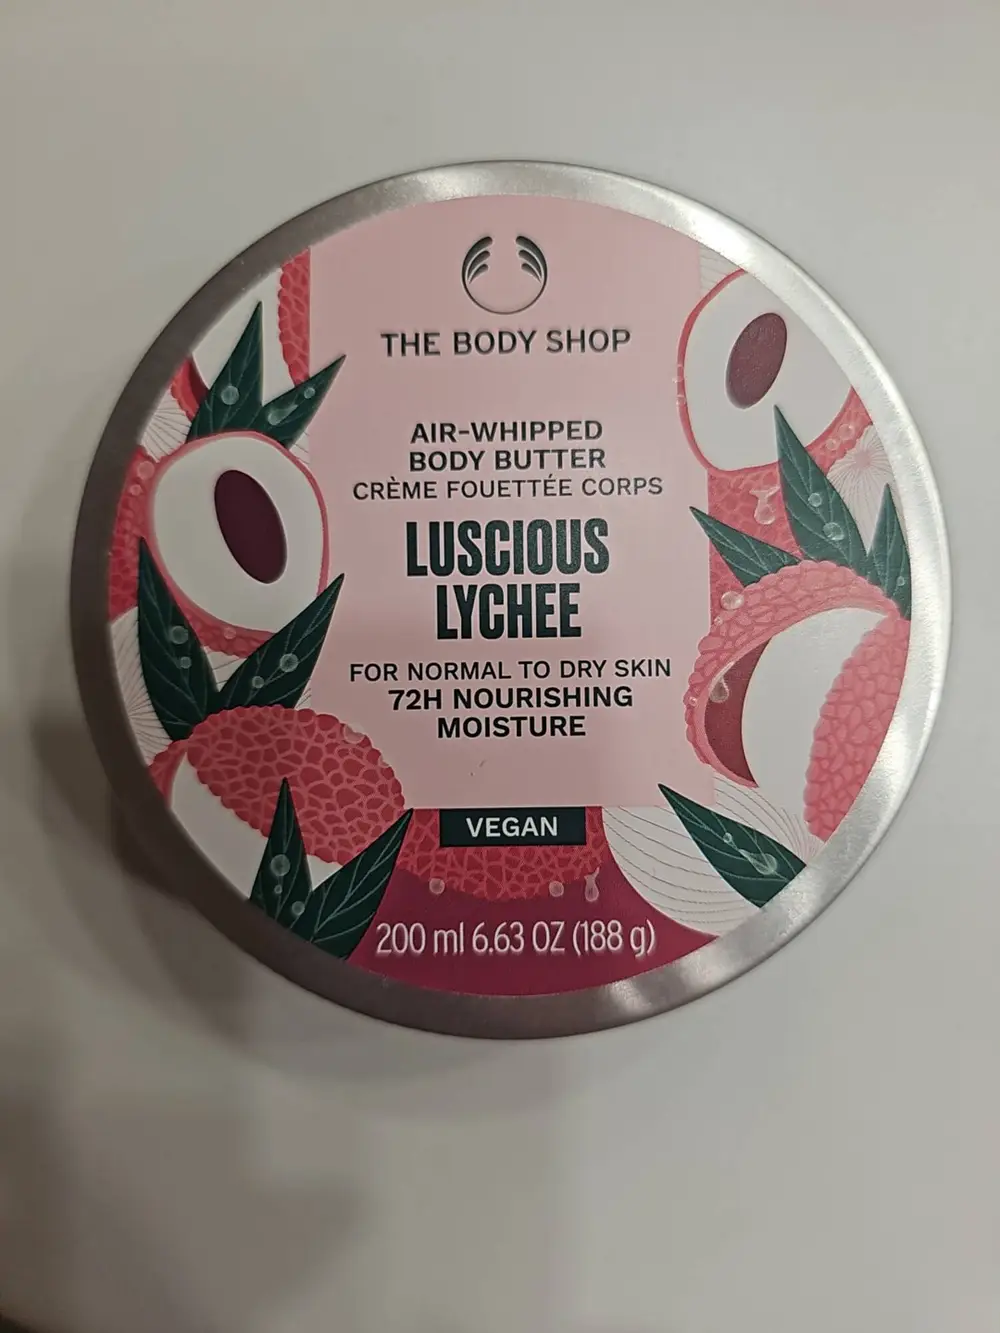 THE BODY SHOP
AIR-WHIPPED
BODY BUTTER
CRÈME FOUETTÉE CORPS
LUSCIOUS
LYCHEE
FOR NORMAL TO DRY SKIN
72H NOURISHING
MOISTURE
VEGAN
200 ml 6.63 OZ (188 g)